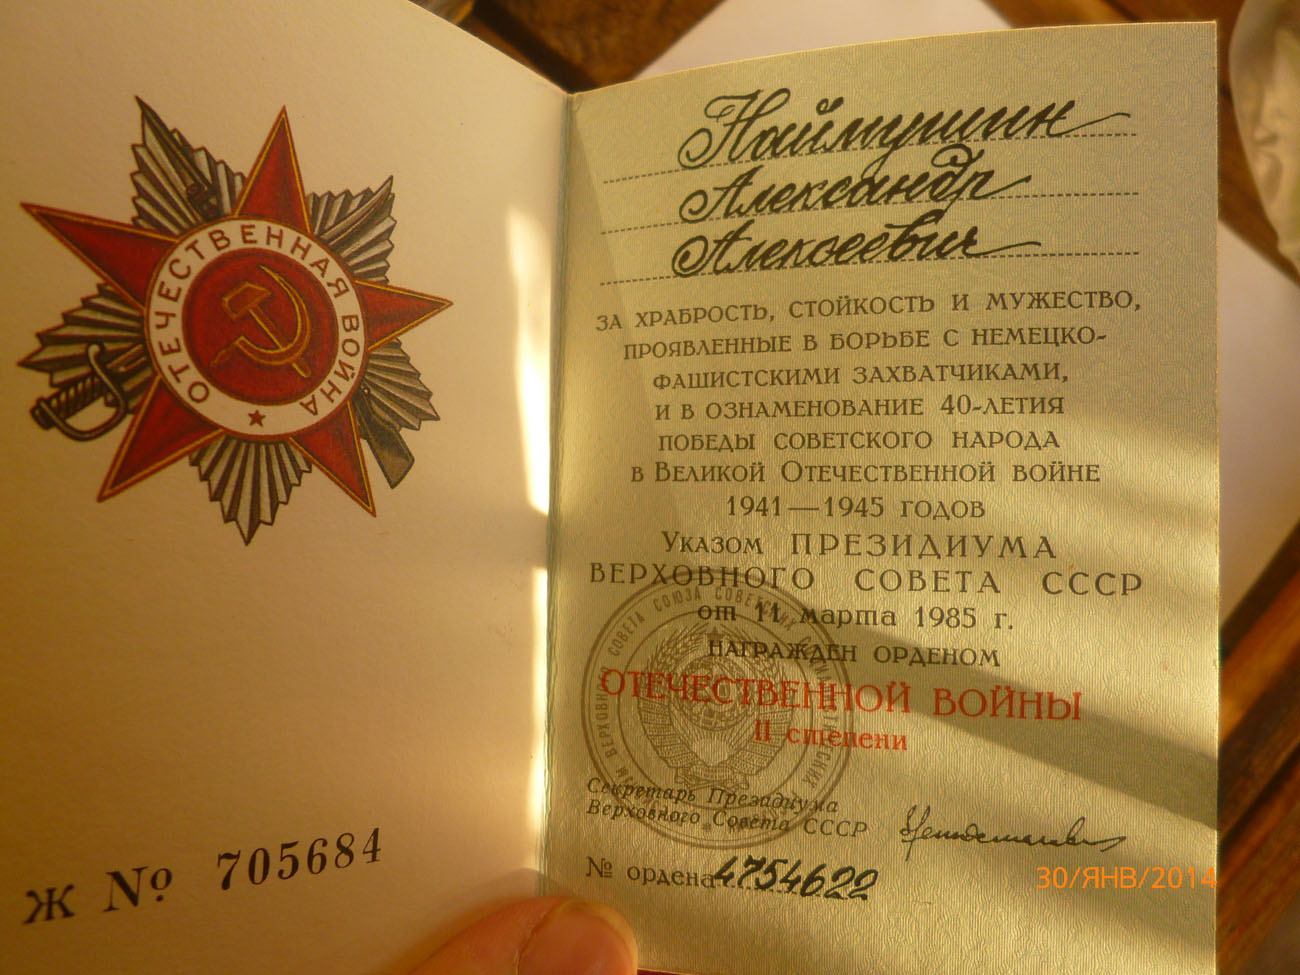 ОТЕЧЕСТВЕННАЯ ВОЙНА
Ж № 705684
Наймушин
Александр
Алексеевич
ЗА ХРАБРОСТЬ, СТОЙКОСТЬ И МУЖЕСТВО,
ПРОЯВЛЕННЫЕ В БОРЬБЕ С НЕМЕЦКО-
ФАШИСТСКИМИ ЗАХВАТЧИКАМИ,
И В ОЗНАМЕНОВАНИЕ 40-ЛЕТИЯ
ПОБЕДЫ СОВЕТСКОГО НАРОДА
В ВЕЛИКОЙ ОТЕЧЕСТВЕННОЙ ВОЙНЕ
1941—1945 ГОДОВ
УКАЗОМ ПРЕЗИДИУМА
ВЕРХОВНОГО СОВЕТА СССР
от 11 марта 1985 г.
НАГРАЖДЕН ОРДЕНОМ
ОТЕЧЕСТВЕННОЙ ВОЙНЫ
II степени
Секретарь Президиума
Верховного Совета СССР
№ ордена 4754622
30/ЯНВ/2014